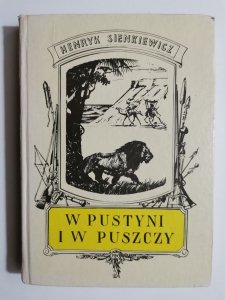 HENRYK SIENKIEWICZ
W PUSTYNI
I W PUSZCZY